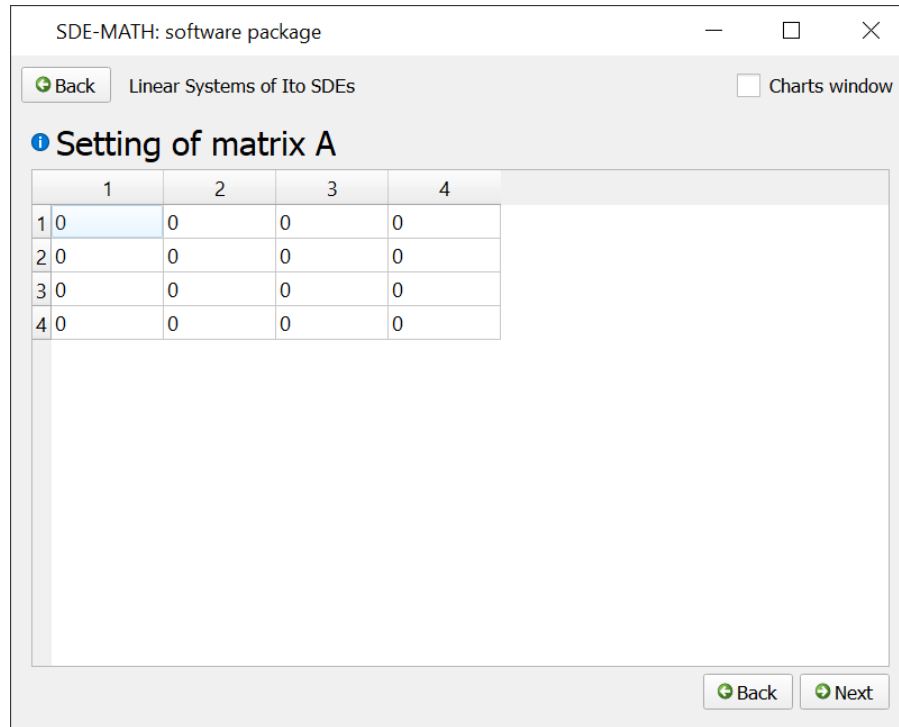 SDE-MATH: software package
Back Linear Systems of Ito SDEs Charts window
Setting of matrix A
1 2 3 4
1 0 0 0 0
2 0 0 0 0
3 0 0 0 0
4 0 0 0 0
Back Next